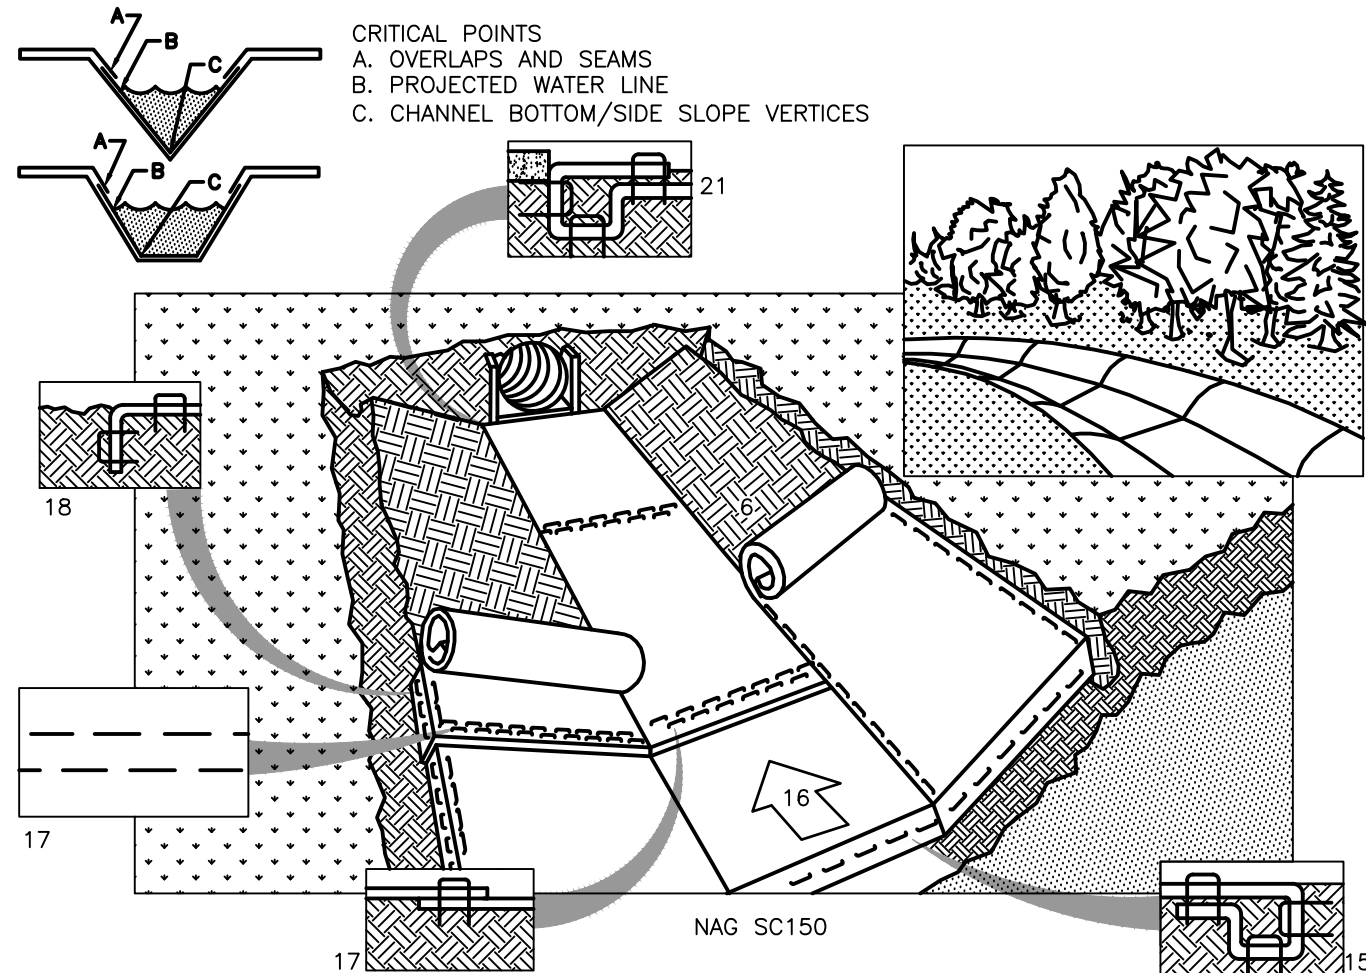 A
B
C
CRITICAL POINTS
A. OVERLAPS AND SEAMS
B. PROJECTED WATER LINE
C. CHANNEL BOTTOM/SIDE SLOPE VERTICES
A
B
C
21
18
6
16
17
17
NAG SC150
15